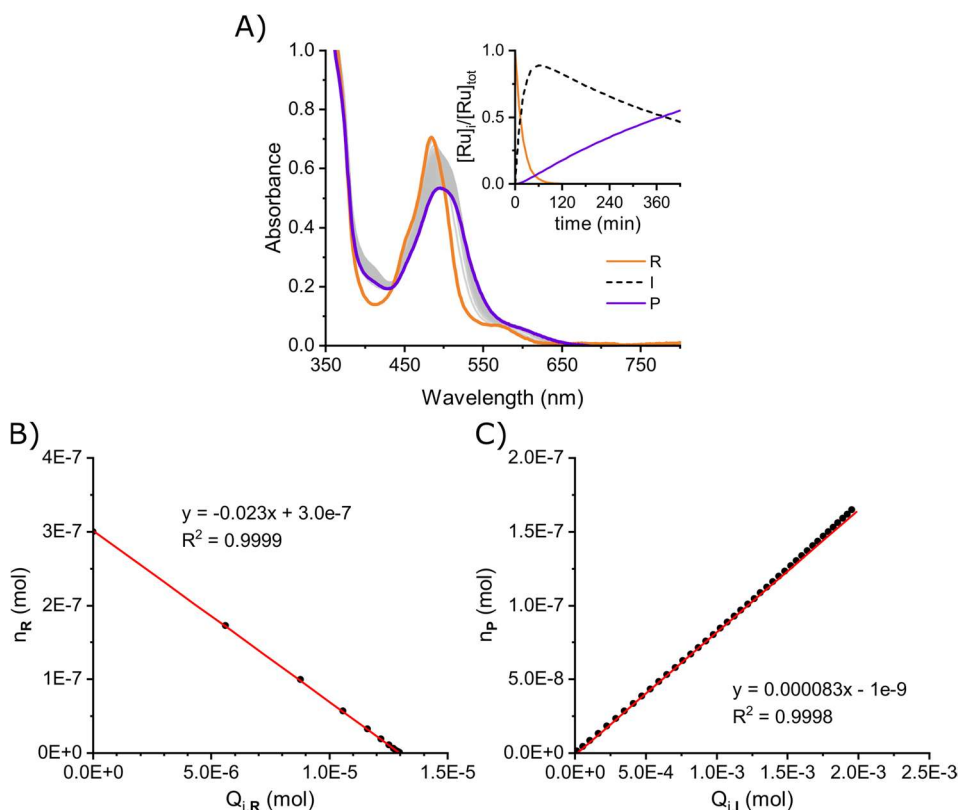 A)
Absorbance
1.0
0.8
0.6
0.4
0.2
0.0
350 450 550 650 750
Wavelength (nm)
[Ru]i/[Ru]tot
1.0
0.5
0.0
0 120 240 360
time (min)
R
I
P
B)
nR (mol)
4E-7
3E-7
2E-7
1E-7
0E+0
y = -0.023x + 3.0e-7
R² = 0.9999
0.0E+0 5.0E-6 1.0E-5 1.5E-5
Qi,R (mol)
C)
nP (mol)
2.0E-7
1.5E-7
1.0E-7
5.0E-8
0.0E+0
y = 0.000083x - 1e-9
R² = 0.9998
0.0E+0 5.0E-4 1.0E-3 1.5E-3 2.0E-3 2.5E-3
Qi,I (mol)